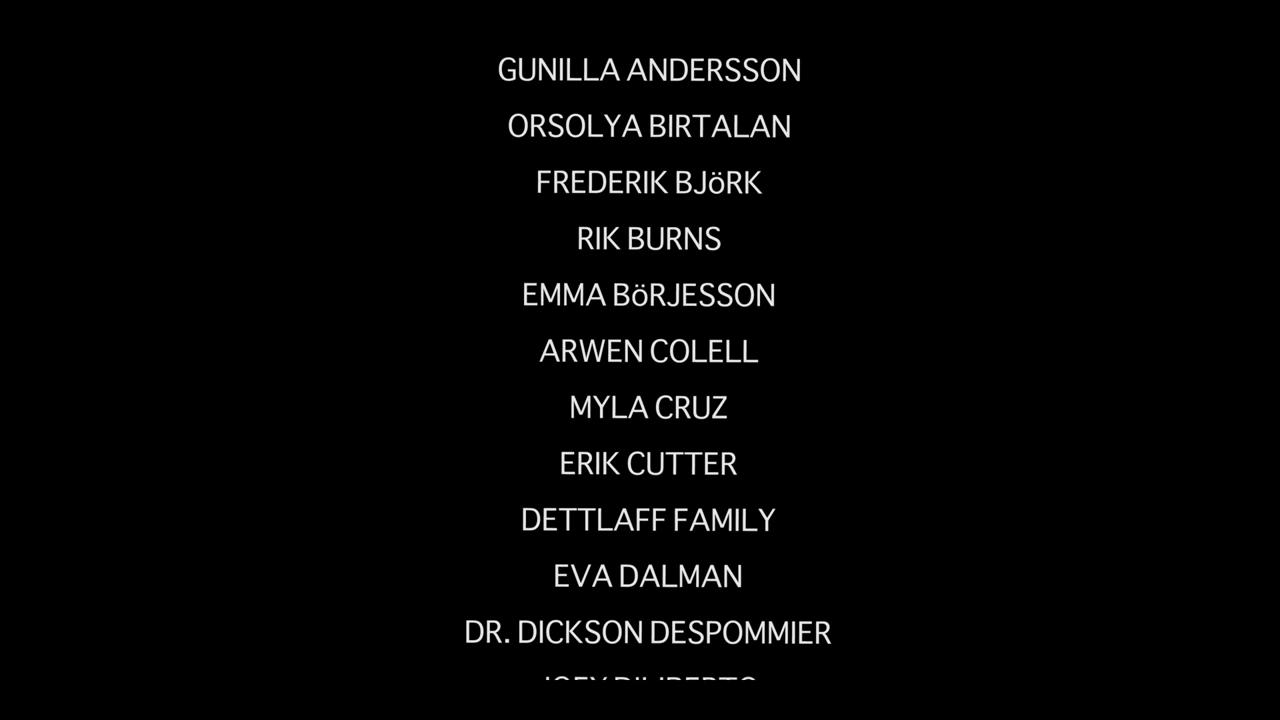 GUNILLA ANDERSSON
ORSOLYA BIRTALAN
FREDERIK BJöRK
RIK BURNS
EMMA BöRJESSON
ARWEN COLELL
MYLA CRUZ
ERIK CUTTER
DETTLAFF FAMILY
EVA DALMAN
DR. DICKSON DESPOMMIER